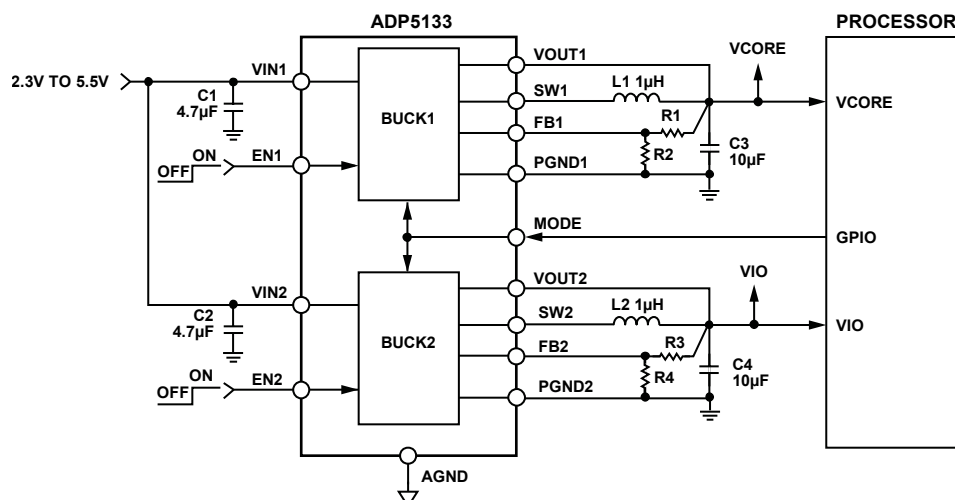 ADP5133
PROCESSOR
VCORE
VOUT1
2.3V TO 5.5V
VIN1
C1
4.7µF
BUCK1
SW1
L1 1µH
VCORE
FB1
R1
R2
C3
10µF
ON
OFF
EN1
PGND1
MODE
GPIO
VIO
VOUT2
VIN2
C2
4.7µF
BUCK2
SW2
L2 1µH
VIO
FB2
R3
R4
C4
10µF
ON
OFF
EN2
PGND2
AGND